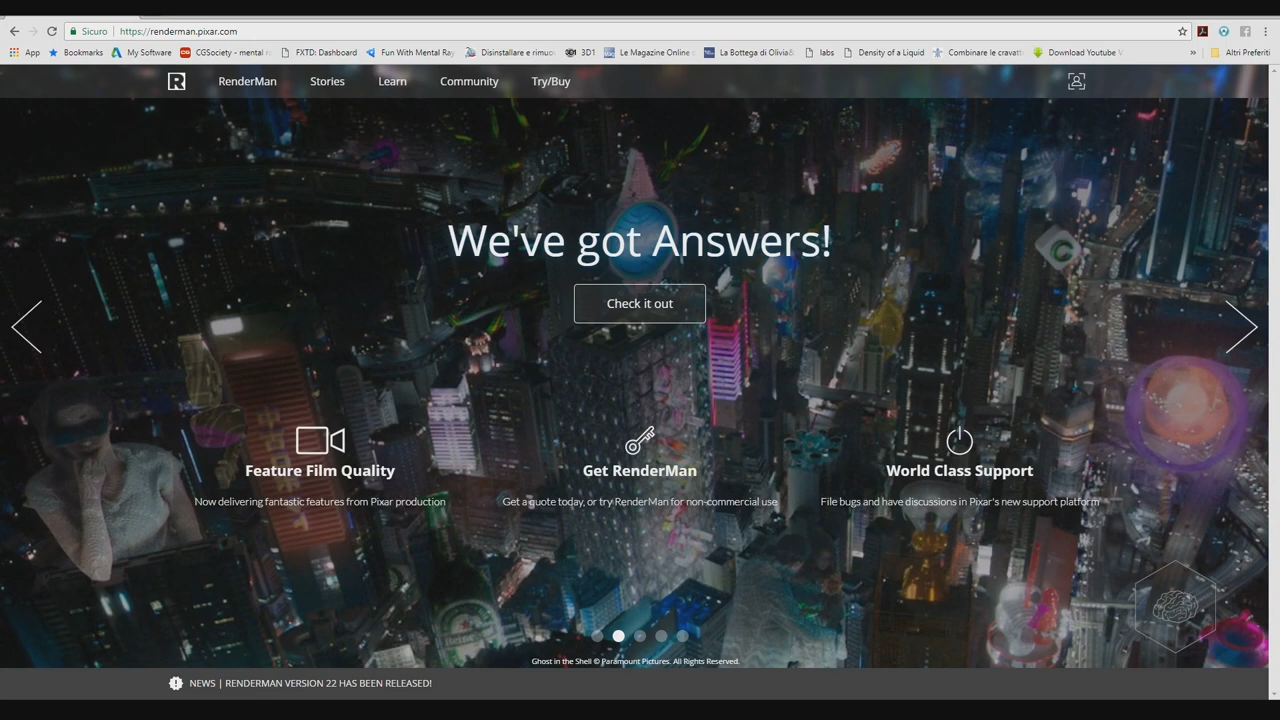 Sicuro
https://renderman.pixar.com
App
Bookmarks
My Software
CGSociety - mental r
FXTD: Dashboard
Fun With Mental Ray
Disinstallare e rimuo
3D1
Le Magazine Online
La Bottega di Olivia&
labs
Density of a Liquid
Combinare le cravatt
Download Youtube V
»
Altri Preferiti
R
RenderMan
Stories
Learn
Community
Try/Buy
We've got Answers!
Check it out
Feature Film Quality
Get RenderMan
World Class Support
Now delivering fantastic features from Pixar production
Get a quote today, or try RenderMan for non-commercial use
File bugs and have discussions in Pixar's new support platform
Heineken
Ghost in the Shell © Paramount Pictures. All Rights Reserved.
NEWS | RENDERMAN VERSION 22 HAS BEEN RELEASED!